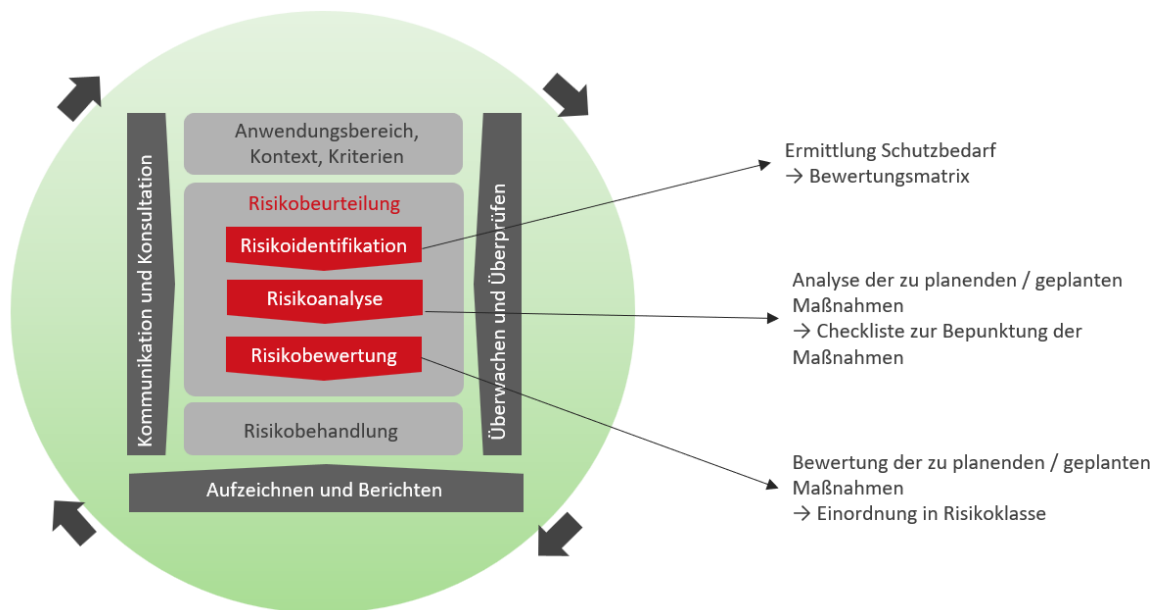 Anwendungsbereich,
Kontext, Kriterien
Kommunikation und Konsultation
Überwachen und Überprüfen
Risikobeurteilung
Risikoidentifikation
Risikoanalyse
Risikobewertung
Risikobehandlung
Aufzeichnen und Berichten
Ermittlung Schutzbedarf
→ Bewertungsmatrix
Analyse der zu planenden / geplanten
Maßnahmen
→ Checkliste zur Bepunktung der
Maßnahmen
Bewertung der zu planenden / geplanten
Maßnahmen
→ Einordnung in Risikoklasse